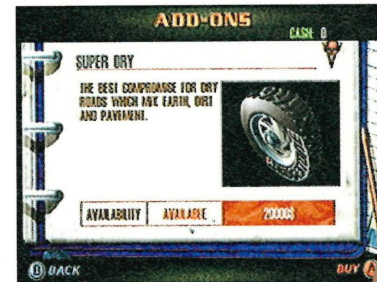 ADD-ONS
CASH: 0
SUPER DRY
THE BEST COMPROMISE FOR DRY
ROADS WHICH MIX EARTH, DIRT
AND PAVEMENT.
AVAILABILITY AVAILABLE 20000$
B BACK
BUY A